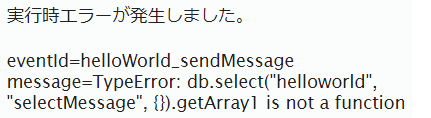 実行時エラーが発生しました。
eventId=helloWorld_sendMessage
message=TypeError: db.select("helloworld",
"selectMessage", {}).getArray1 is not a function